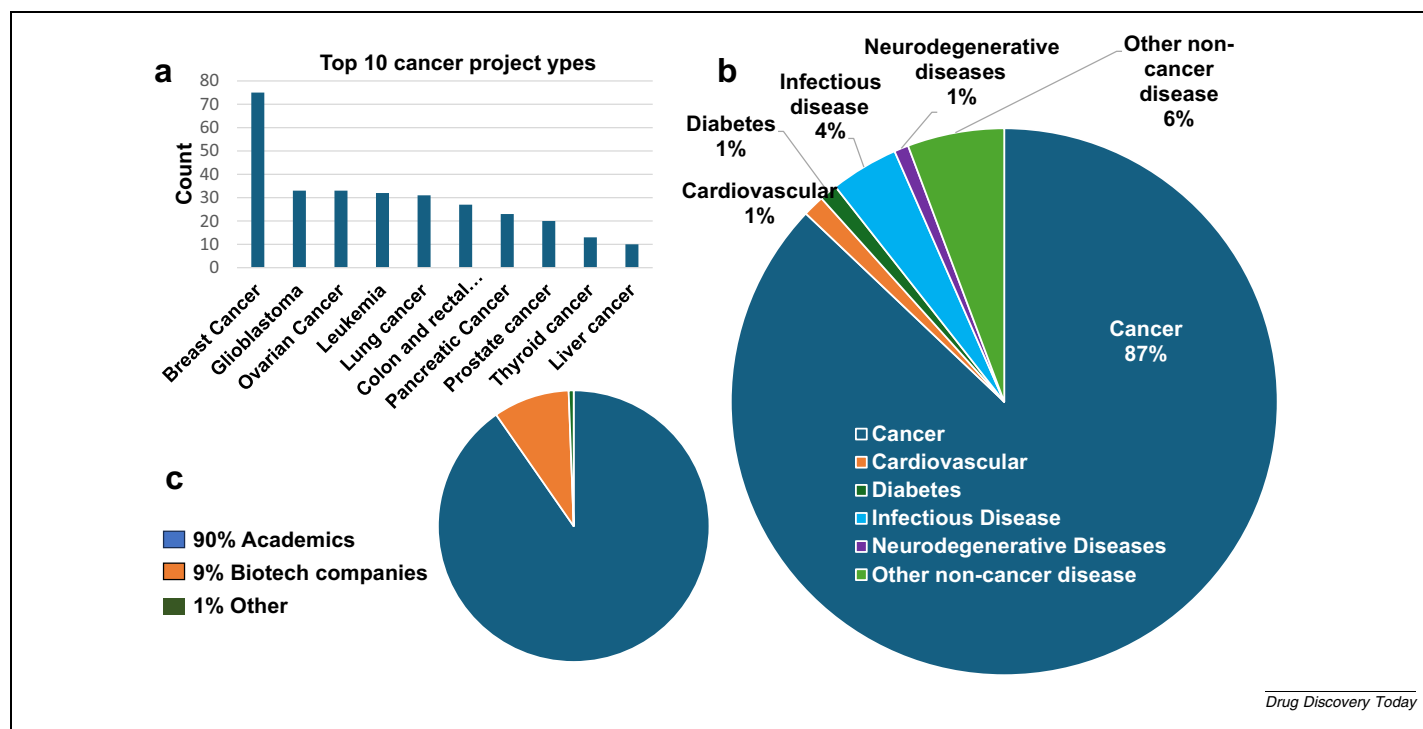 a
Top 10 cancer project ypes
Count
80
70
60
50
40
30
20
10
0
Breast Cancer
Glioblastoma
Ovarian Cancer
Leukemia
Lung cancer
Colon and rectal...
Pancreatic Cancer
Prostate cancer
Thyroid cancer
Liver cancer
b
Cardiovascular
1%
Diabetes
1%
Infectious
disease
4%
Neurodegenerative
diseases
1%
Other non-
cancer
disease
6%
Cancer
87%
Cancer
Cardiovascular
Diabetes
Infectious Disease
Neurodegenerative Diseases
Other non-cancer disease
c
90% Academics
9% Biotech companies
1% Other
Drug Discovery Today